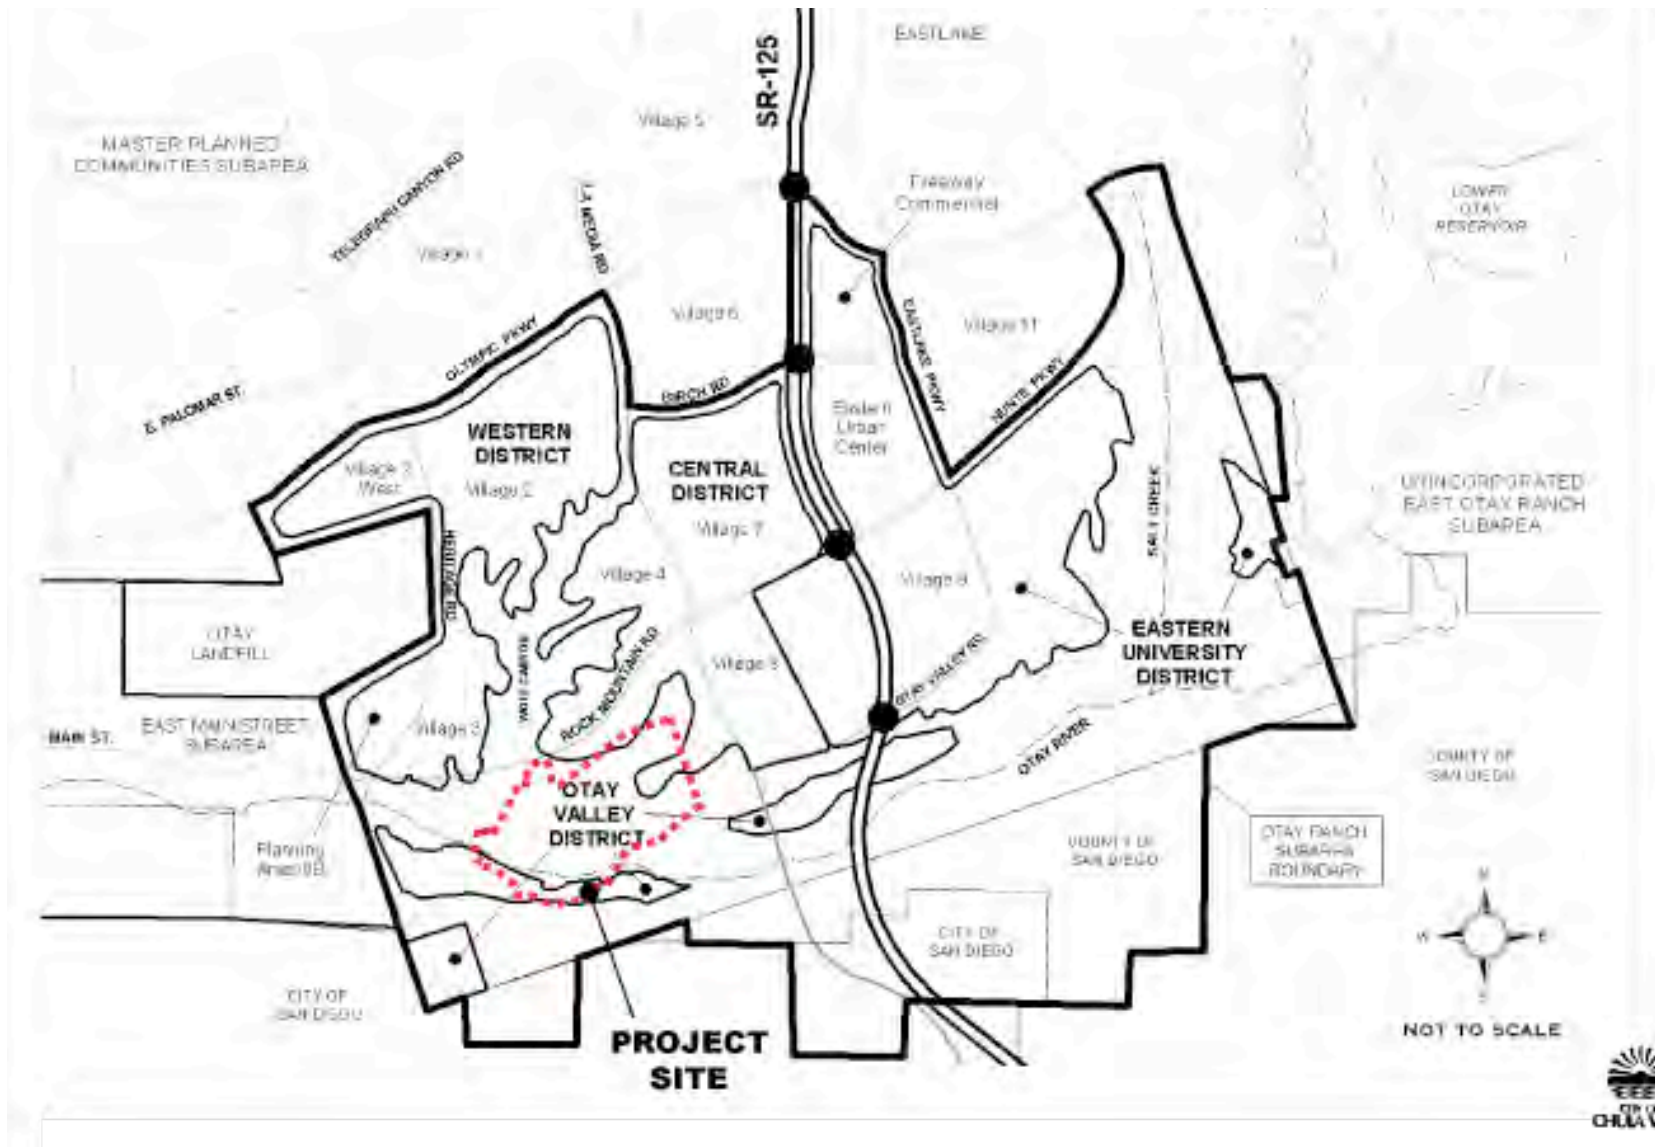 EASTLAKE
SR-125
Village 5
MASTER PLANNED
COMMUNITIES SUBAREA
TELEGRAPH CANYON RD
LA MEDIA RD
Freeway
Commercial
LOWER
OTAY
RESERVOIR
Village
Village 6
Village 11
OLYMPIC PKWY
EASTLAKE PKWY
E. PALOMAR ST.
BIRCH RD
HUNTE PKWY
WESTERN
DISTRICT
Eastern
Urban
Center
Village 2
West
Village 2
CENTRAL
DISTRICT
Village 7
SALT CREEK
UNINCORPORATED
EAST OTAY RANCH
SUBAREA
HERITAGE RD
Village 4
Village 9
OTAY
LANDFILL
WOLF CANYON
ROCK MOUNTAIN RD
Village 8
OTAY VALLEY RD
EASTERN
UNIVERSITY
DISTRICT
MAIN ST.
EAST MAIN STREET
SUBAREA
Village 3
OTAY RIVER
COUNTY OF
SAN DIEGO
OTAY
VALLEY
DISTRICT
Planning
COUNTY OF
SAN DIEGO
OTAY RANCH
SUBAREA
BOUNDARY
CITY OF
SAN DIEGO
N
W
E
S
CITY OF
SAN DIEGO
PROJECT
SITE
NOT TO SCALE
CITY OF
CHULA V